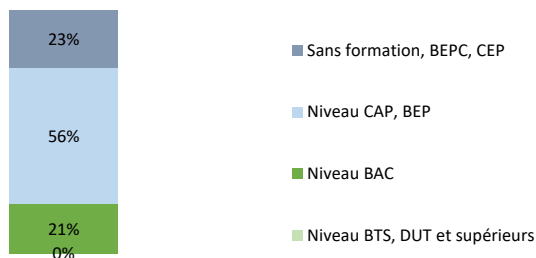 23%
Sans formation, BEPC, CEP
56%
Niveau CAP, BEP
Niveau BAC
21%
Niveau BTS, DUT et supérieurs
0%